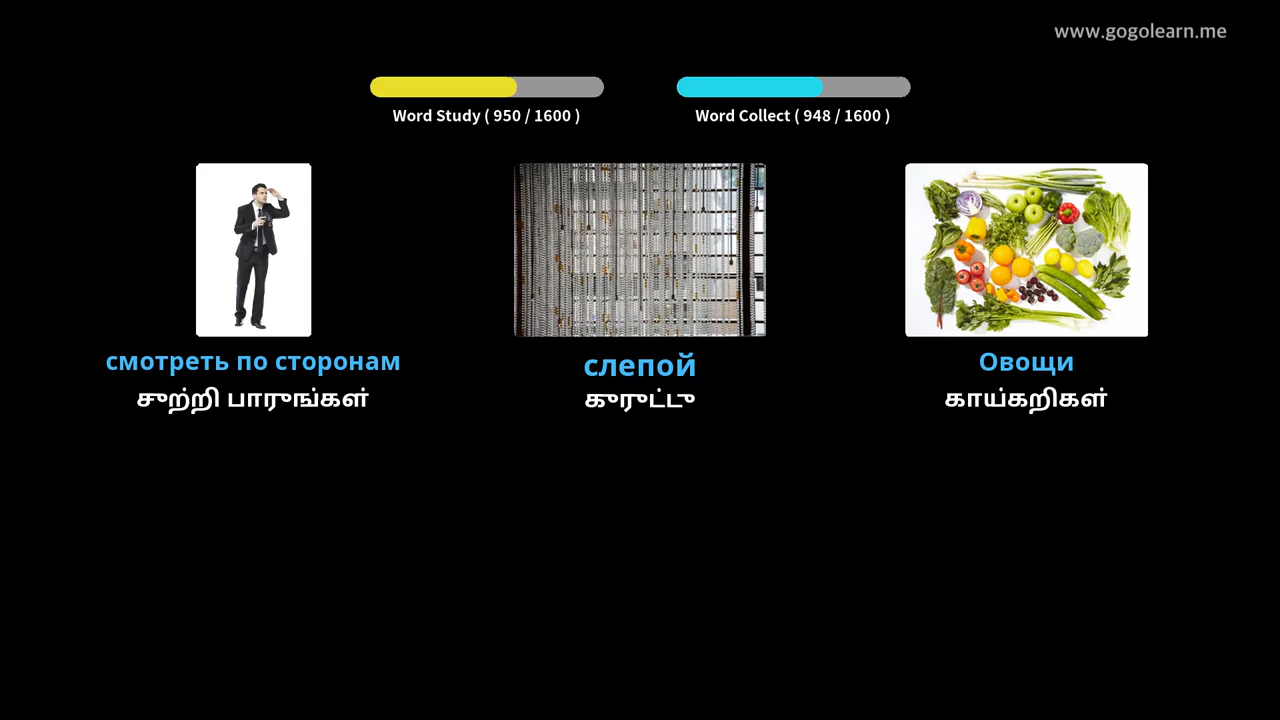 www.gogolearn.me
Word Study ( 950 / 1600 )
Word Collect ( 948 / 1600 )
смотреть по сторонам
சுற்றி பாருங்கள்
слепой
குருட்டு
Овощи
காய்கறிகள்